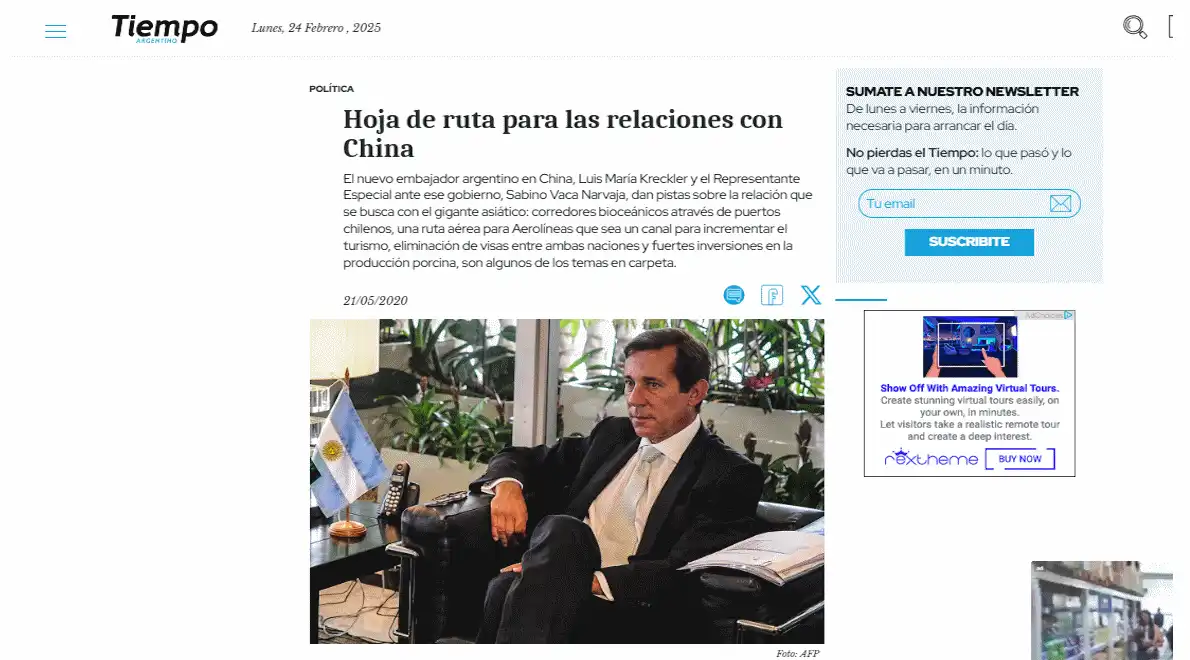 Tiempo
ARGENTINO
Lunes, 24 Febrero , 2025
POLÍTICA
Hoja de ruta para las relaciones con
China
El nuevo embajador argentino en China, Luis María Kreckler y el Representante
Especial ante ese gobierno, Sabino Vaca Narvaja, dan pistas sobre la relación que
se busca con el gigante asiático: corredores bioceánicos através de puertos
chilenos, una ruta aérea para Aerolíneas que sea un canal para incrementar el
turismo, eliminación de visas entre ambas naciones y fuertes inversiones en la
producción porcina, son algunos de los temas en carpeta.
21/05/2020
Foto: AFP
SUMATE A NUESTRO NEWSLETTER
De lunes a viernes, la información
necesaria para arrancar el día.
No pierdas el Tiempo: lo que pasó y lo
que va a pasar, en un minuto.
Tu email
SUSCRIBITE
AdChoices
Show Off With Amazing Virtual Tours.
Create stunning virtual tours easily, on
your own, in minutes.
Let visitors take a realistic remote tour
and create a deep interest.
rextheme
BUY NOW